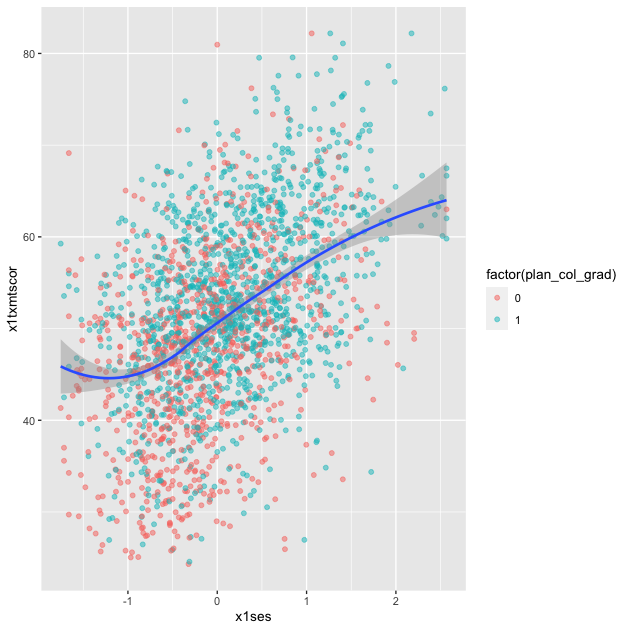 80
60
40
x1txmtscor
-1 0 1 2
x1ses
factor(plan_col_grad)
0
1